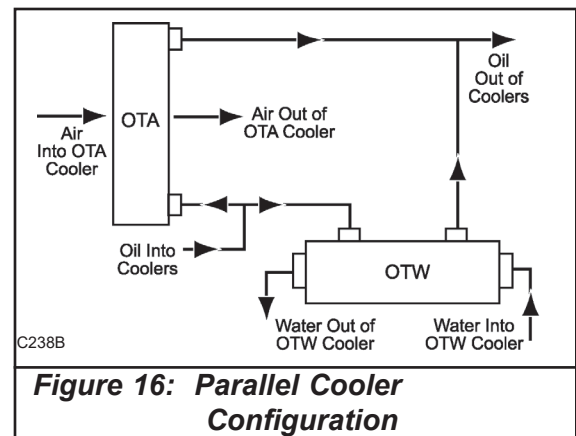 Oil
Out of
Coolers
OTA
Air
Into OTA
Cooler
Air Out of
OTA Cooler
Oil Into
Coolers
OTW
Water Out of
OTW Cooler
Water Into
OTW Cooler
C238B
Figure 16: Parallel Cooler
Configuration